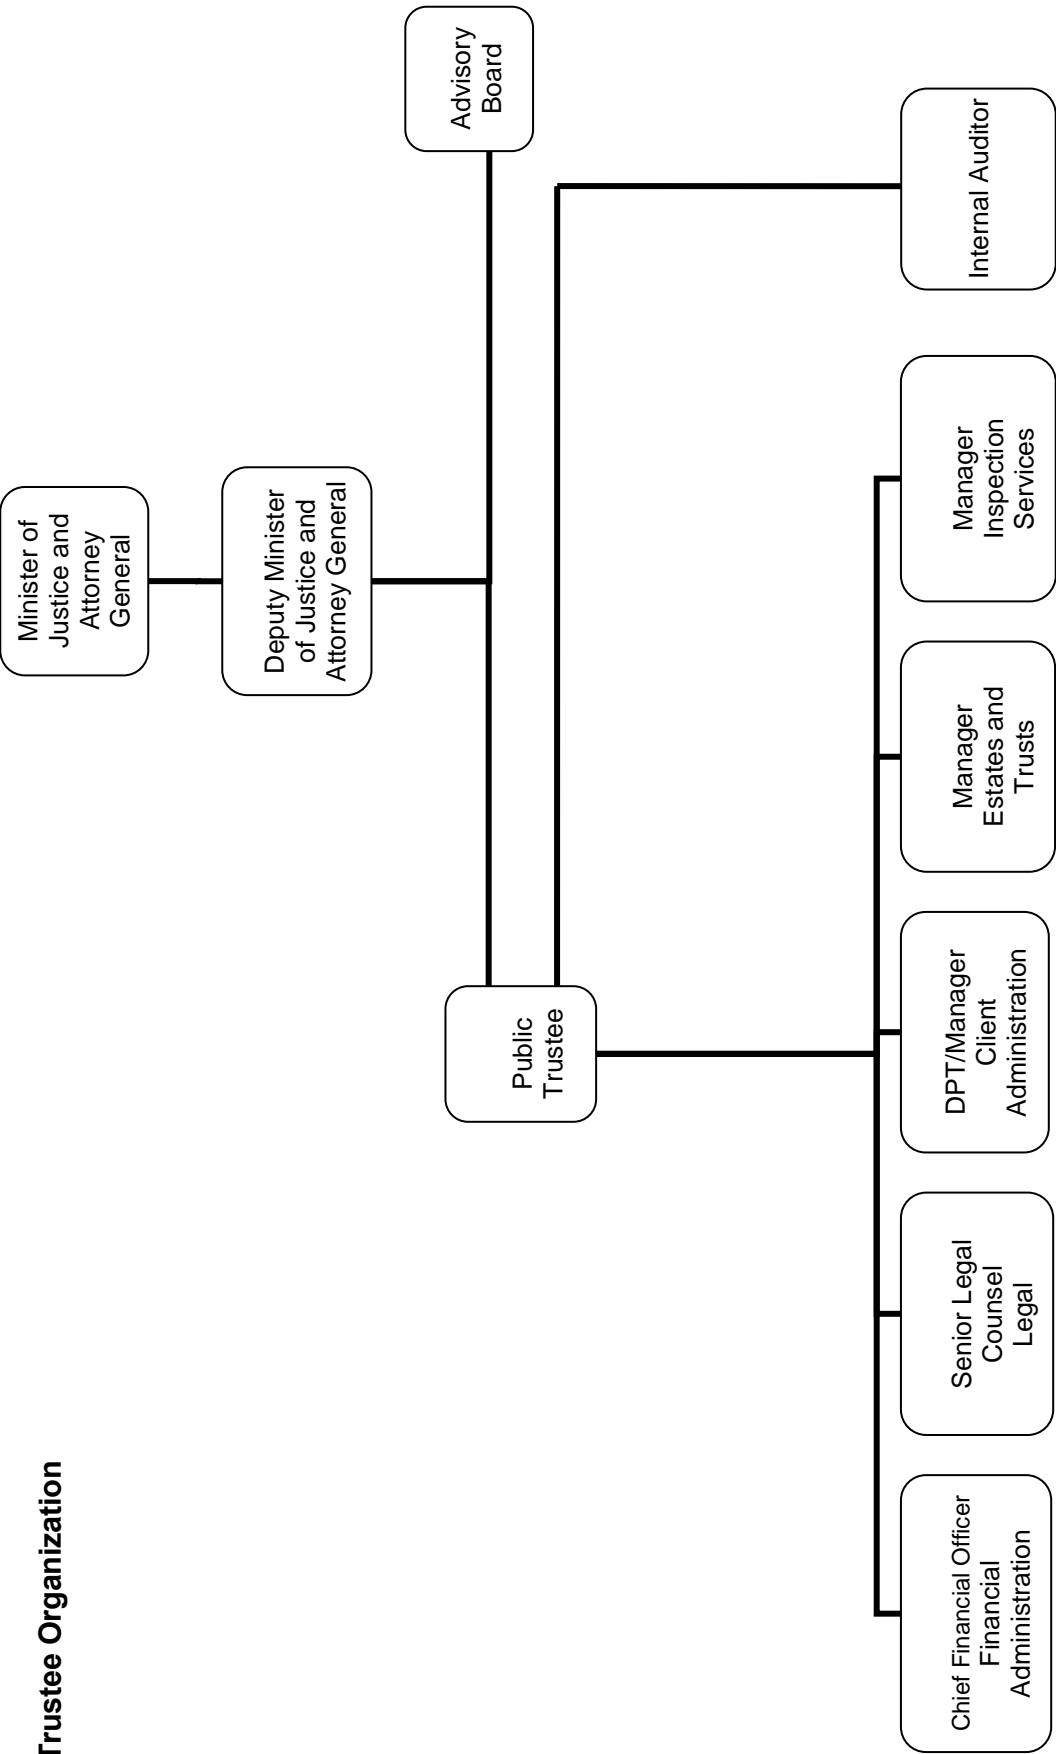 Trustee Organization
Minister of
Justice and
Attorney
General
Deputy Minister
of Justice and
Attorney General
Advisory
Board
Public
Trustee
Chief Financial Officer
Financial
Administration
Senior Legal
Counsel
Legal
DPT/Manager
Client
Administration
Manager
Estates and
Trusts
Manager
Inspection
Services
Internal Auditor